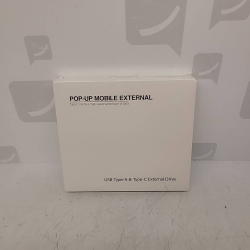 POP-UP MOBILE EXTERNAL
USB Type-A & Type-C External Drive